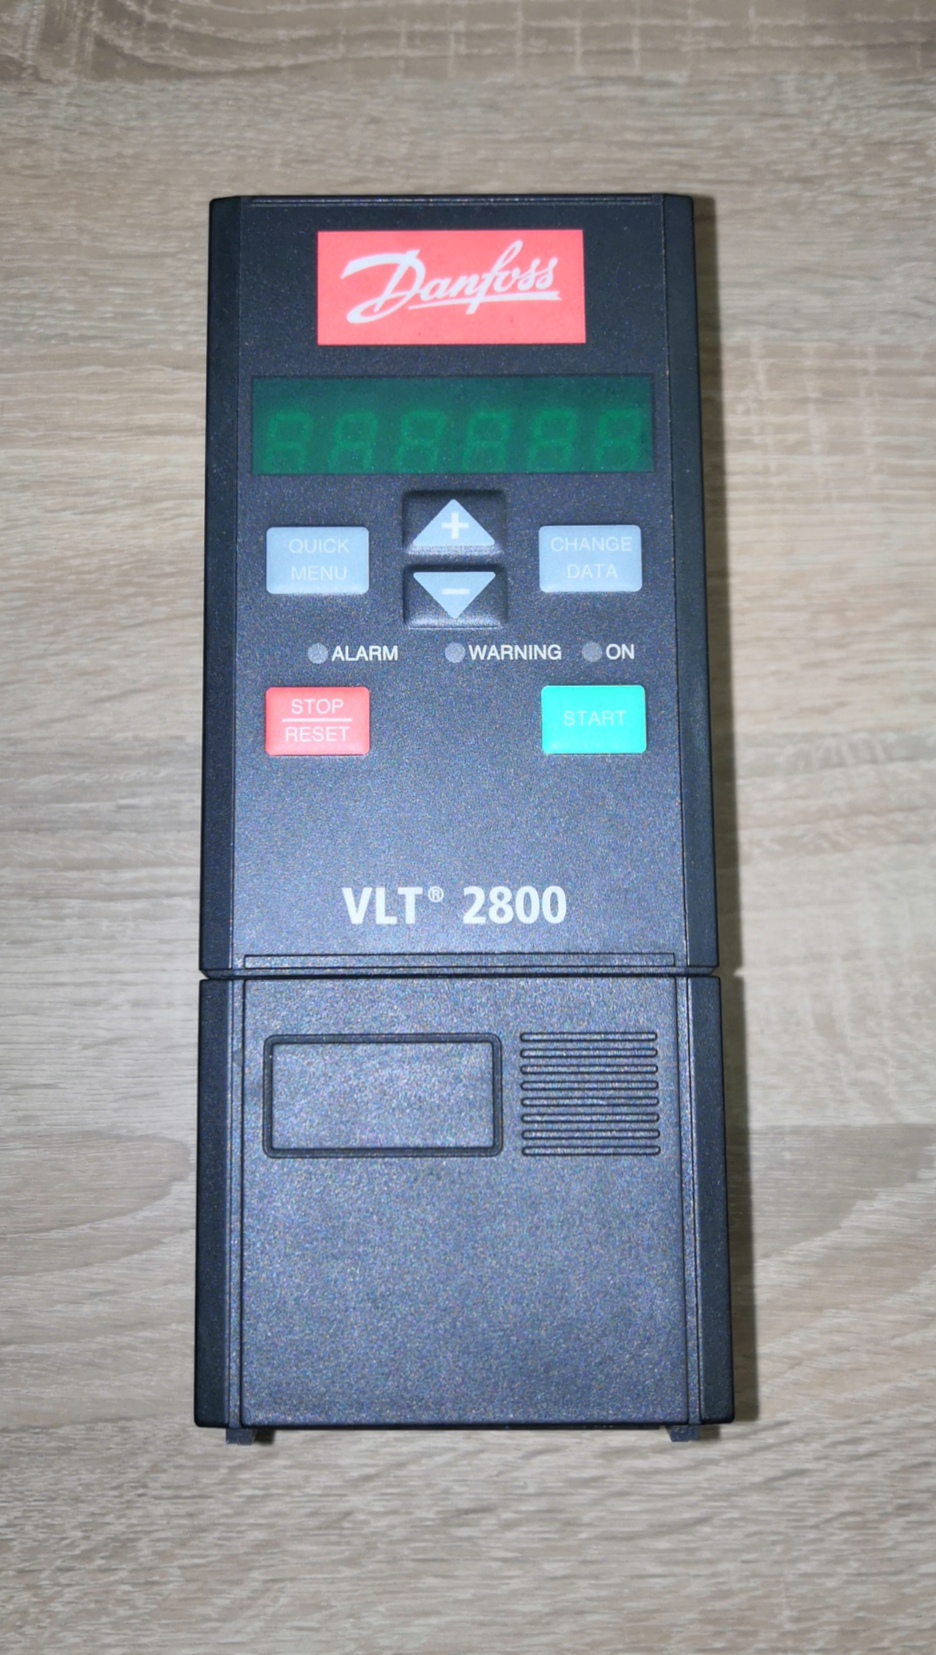 Danfoss
QUICK
MENU
+
-
CHANGE
DATA
ALARM
WARNING
ON
STOP
RESET
START
VLT® 2800